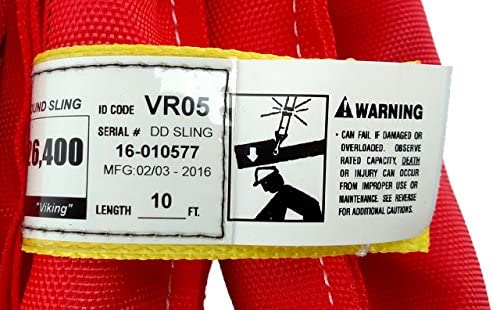 OUND SLING
26,400
"Viking"
ID CODE VR05
SERIAL # DD SLING
16-010577
MFG:02/03 - 2016
LENGTH 10 FT.
WARNING
• CAN FAIL IF DAMAGED OR
OVERLOADED. OBSERVE
RATED CAPACITY, DEATH
OR INJURY CAN OCCUR
FROM IMPROPER USE OR
MAINTENANCE. SEE REVERSE
FOR ADDITIONAL CAUTIONS.